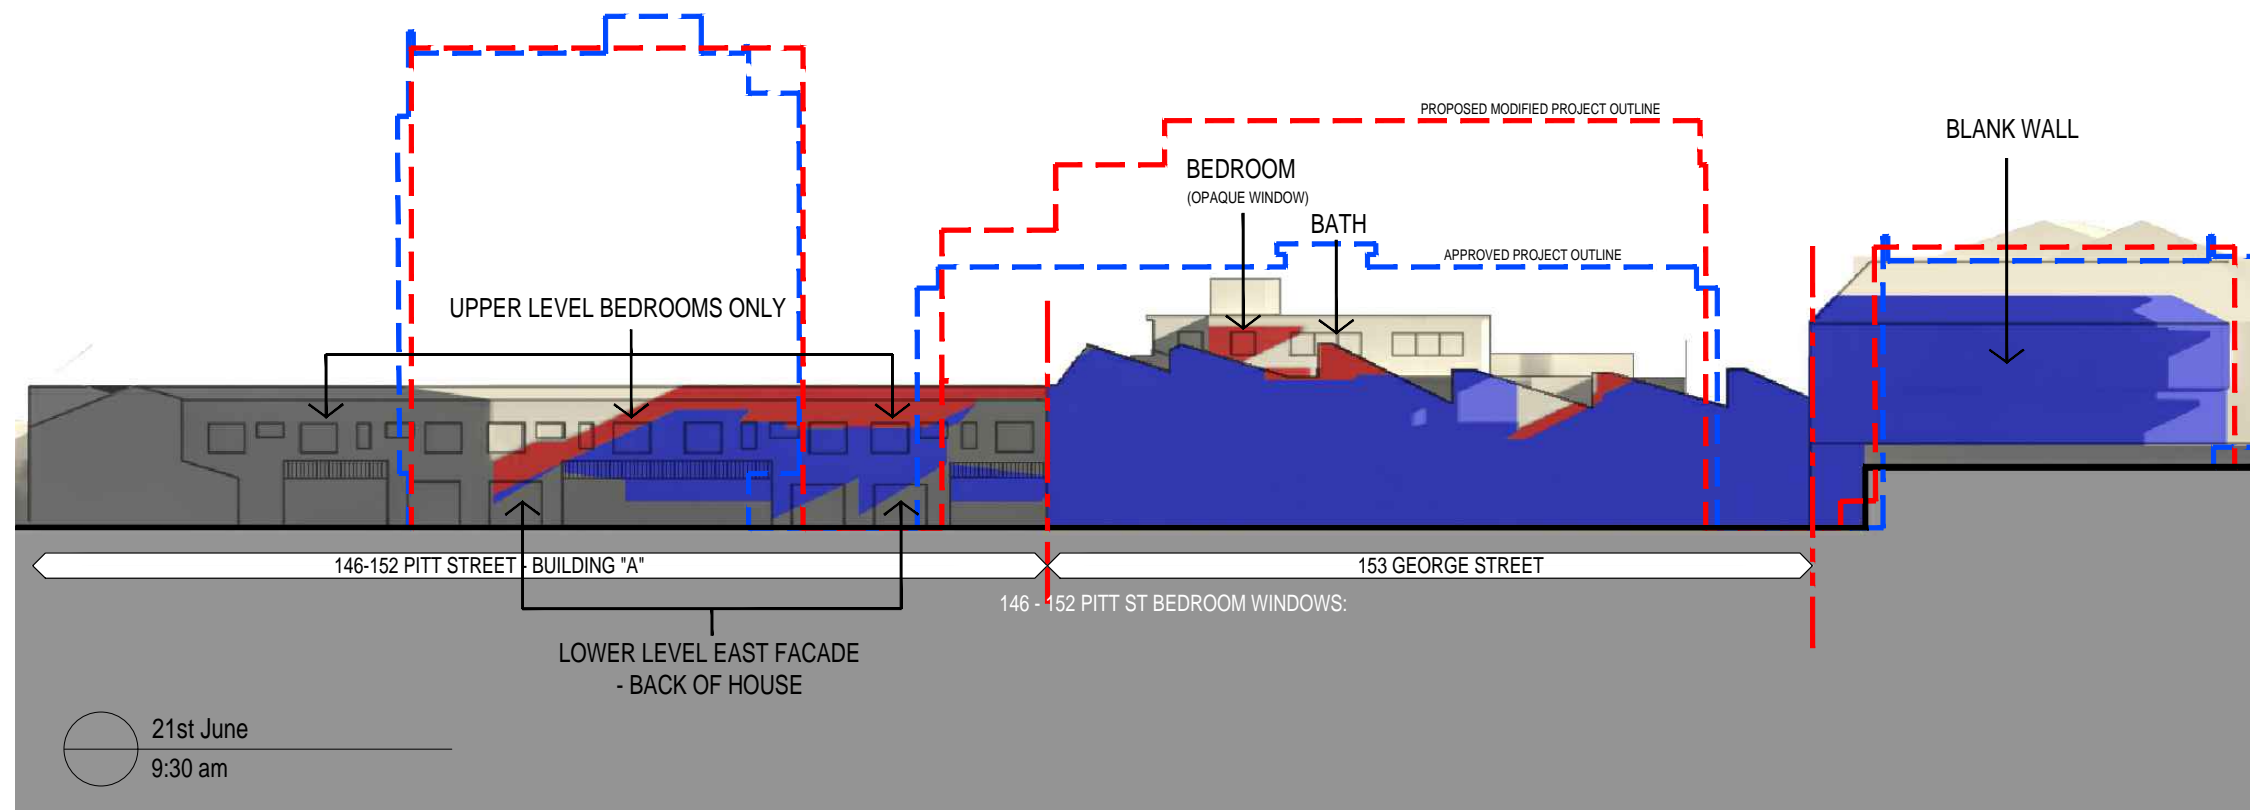 PROPOSED MODIFIED PROJECT OUTLINE
BLANK WALL
BEDROOM
(OPAQUE WINDOW)
BATH
APPROVED PROJECT OUTLINE
UPPER LEVEL BEDROOMS ONLY
146-152 PITT STREET - BUILDING "A"
153 GEORGE STREET
146 - 152 PITT ST BEDROOM WINDOWS:
LOWER LEVEL EAST FACADE
- BACK OF HOUSE
21st June
9:30 am